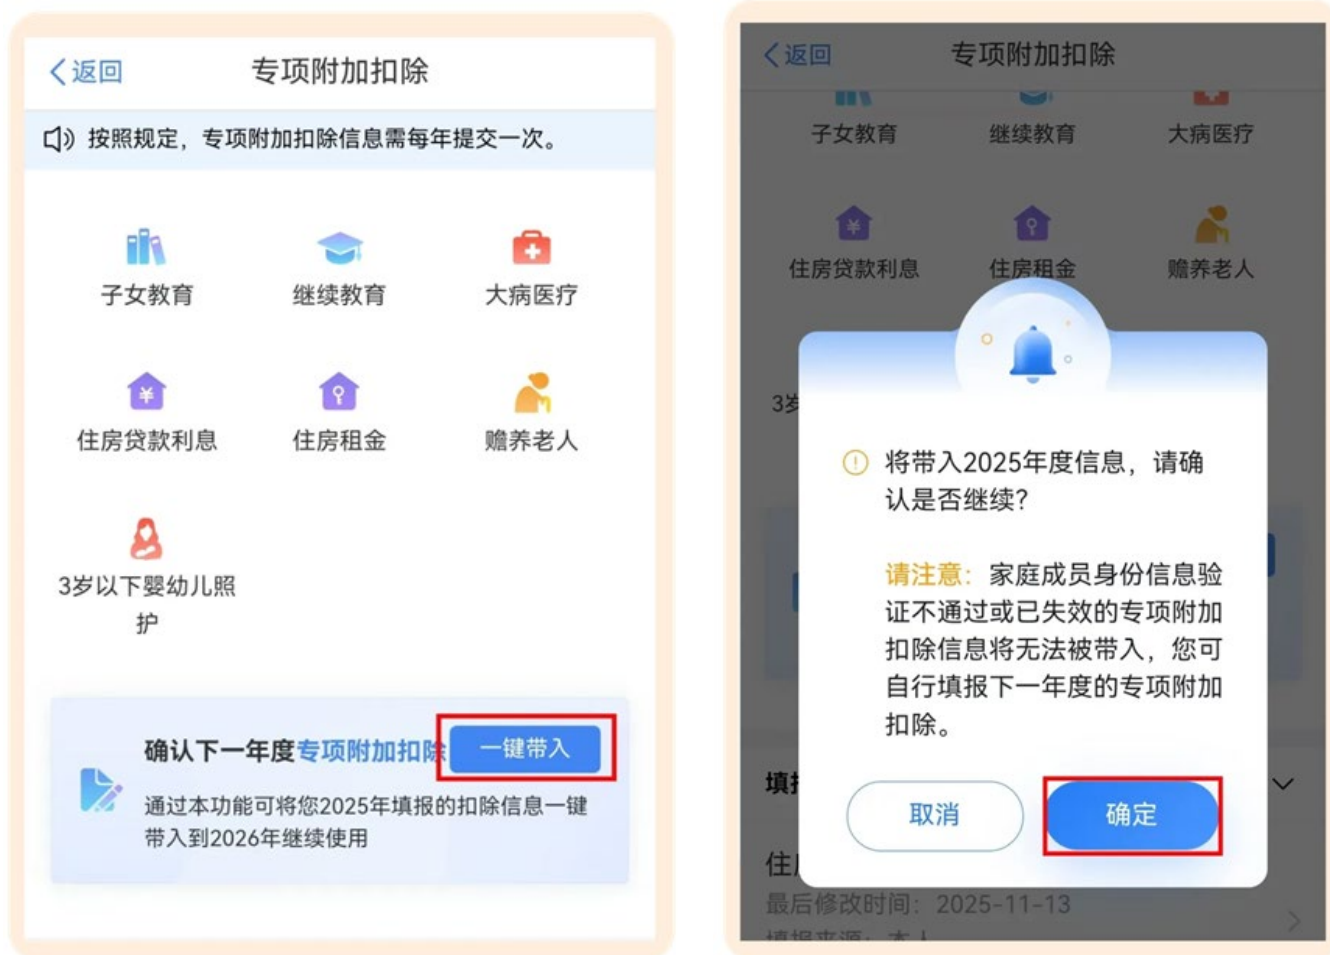 返回
专项附加扣除
按照规定，专项附加扣除信息需每年提交一次。
子女教育
继续教育
大病医疗
住房贷款利息
住房租金
赡养老人
3岁以下婴幼儿照
护
确认下一年度专项附加扣除
一键带入
通过本功能可将您2025年填报的扣除信息一键
带入到2026年继续使用
返回
专项附加扣除
子女教育
继续教育
大病医疗
住房贷款利息
住房租金
赡养老人
3岁
将带入2025年度信息，请确
认是否继续？
请注意：家庭成员身份信息验
证不通过或已失效的专项附加
扣除信息将无法被带入，您可
自行填报下一年度的专项附加
扣除。
填
取消
确定
住
最后修改时间：2025-11-13
填报来源：本人